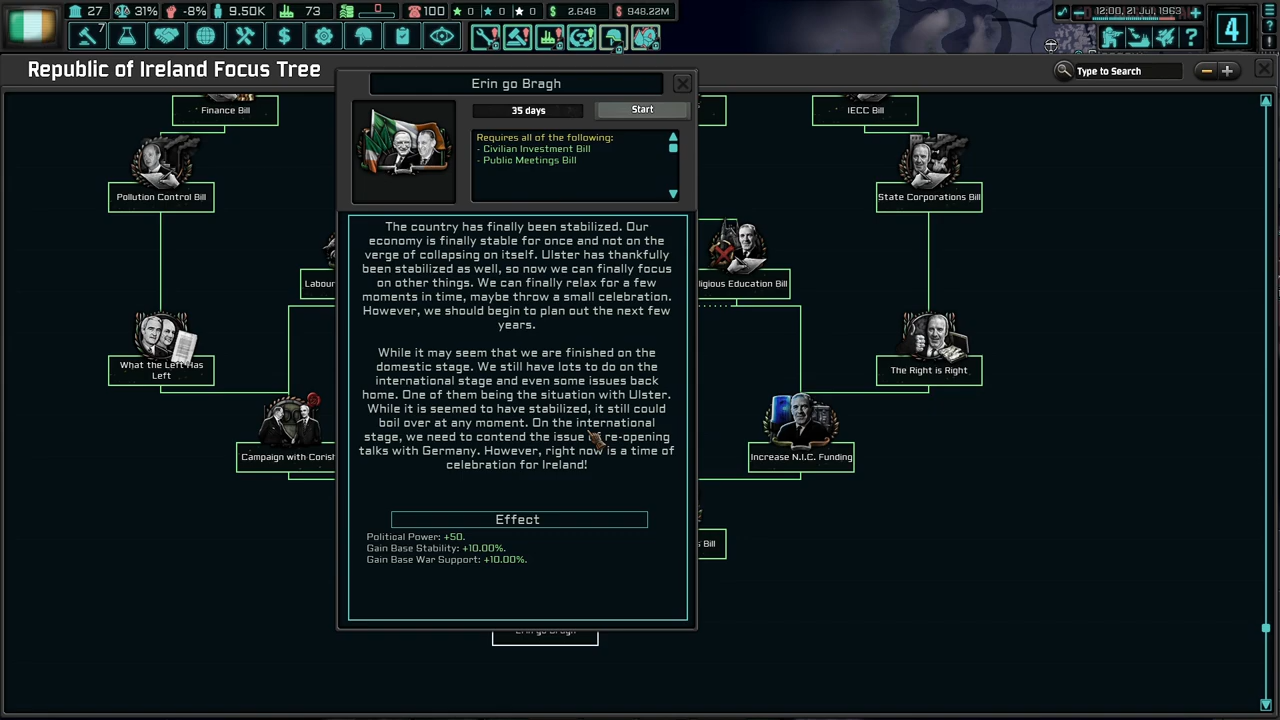 27 31% -8% 9.50K 73 100 0 0 0 $ 2.64B $ 948.22M 12:00, 21 Jul, 1963 4
7
Republic of Ireland Focus Tree
Type to Search
Erin go Bragh
35 days
Start
Requires all of the following:
- Civilian Investment Bill
- Public Meetings Bill
The country has finally been stabilized. Our
economy is finally stable for once and not on the
verge of collapsing on itself. Ulster has thankfully
been stabilized as well, so now we can finally focus
on other things. We can finally relax for a few
moments in time, maybe throw a small celebration.
However, we should begin to plan out the next few
years.
While it may seem that we are finished on the
domestic stage. We still have lots to do on the
international stage and even some issues back
home. One of them being the situation with Ulster.
While it is seemed to have stabilized, it still could
boil over at any moment. On the international
stage, we need to contend the issue re-opening
talks with Germany. However, right now is a time of
celebration for Ireland!
Effect
Political Power: +50.
Gain Base Stability: +10.00%.
Gain Base War Support: +10.00%.
Finance Bill
IECC Bill
Pollution Control Bill
State Corporations Bill
Labour
ligious Education Bill
What the Left Has
Left
The Right is Right
Campaign with Corish
Increase N.I.C. Funding
s Bill
Erin go Bragh